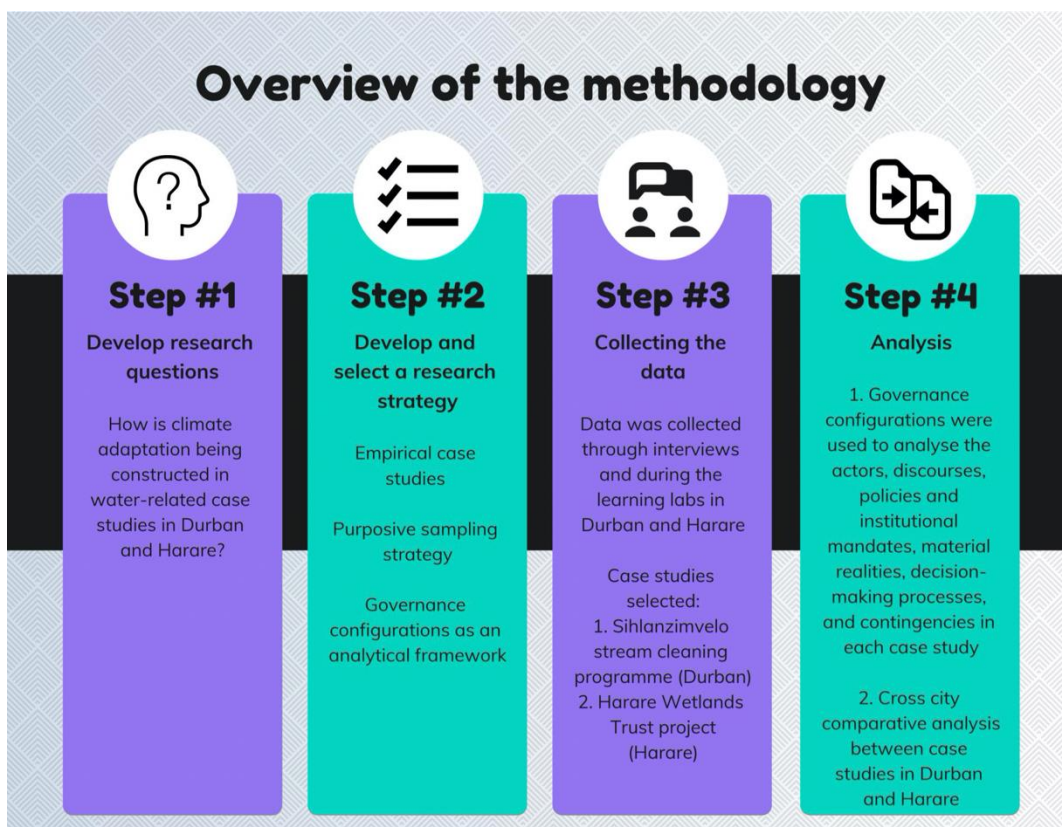 Overview of the methodology
?
Step #1
Develop research
questions
How is climate
adaptation being
constructed in
water-related case
studies in Durban
and Harare?
Step #2
Develop and
select a research
strategy
Empirical case
studies
Purposive sampling
strategy
Governance
configurations as an
analytical framework
Step #3
Collecting the
data
Data was collected
through interviews
and during the
learning labs in
Durban and Harare
Case studies
selected:
1. Sihlanzimvelo
stream cleaning
programme (Durban)
2. Harare Wetlands
Trust project
(Harare)
Step #4
Analysis
1. Governance
configurations were
used to analyse the
actors, discourses,
policies and
institutional
mandates, material
realities, decision-
making processes,
and contingencies in
each case study
2. Cross city
comparative analysis
between case
studies in Durban
and Harare